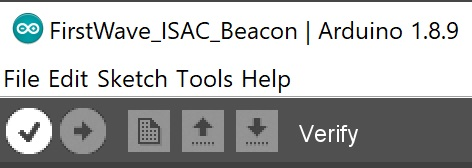 FirstWave_ISAC_Beacon | Arduino 1.8.9
File Edit Sketch Tools Help
Verify